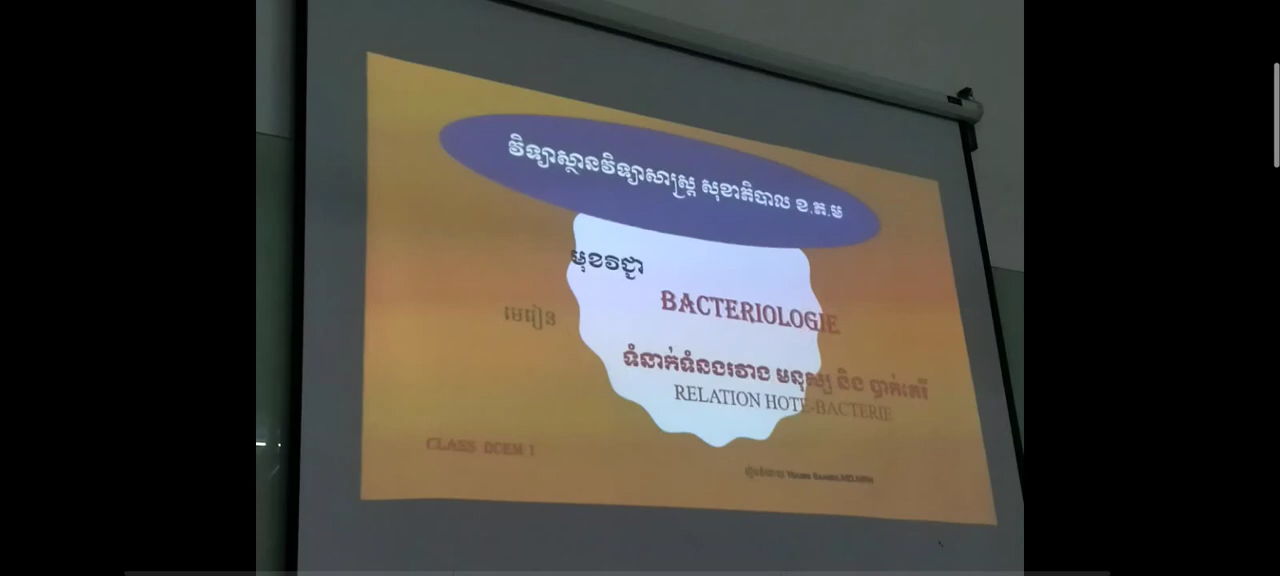 វិទ្យាស្ថានវិទ្យាសាស្ត្រ សុខាភិបាល ខ.ត.ម
មុខវិជ្ជា
BACTERIOLOGIE
មេរៀន
ទំនាក់ទំនងរវាង មនុស្ស និង បាក់តេរី
RELATION HOTE-BACTERIE
CLASS DCEM 1